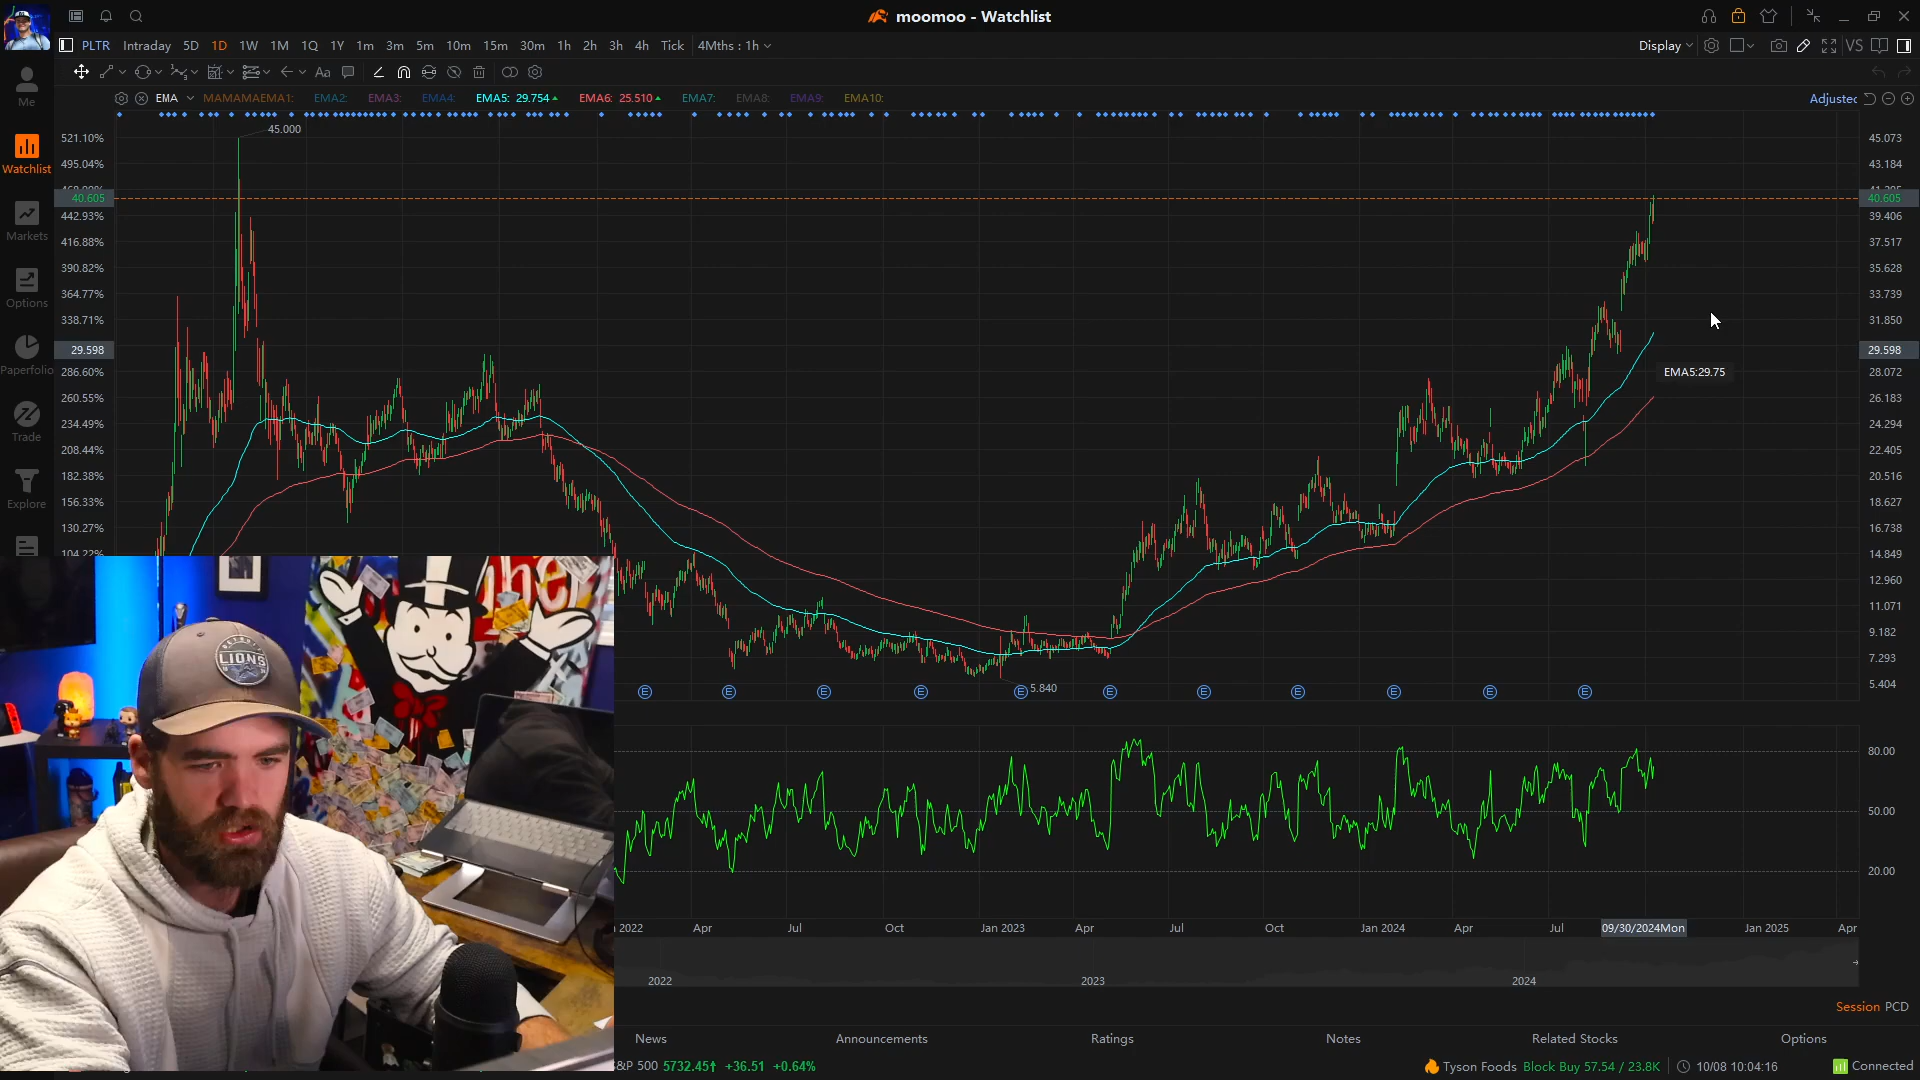 moomoo - Watchlist
PLTR Intraday 5D 1D 1W 1M 1Q 1Y 1m 3m 5m 10m 15m 30m 1h 2h 3h 4h Tick 4Mths : 1h
Display VS
Aa
EMA MAMAMAEMA1: EMA2: EMA3: EMA4: EMA5: 29.754 EMA6: 25.510 EMA7: EMA8: EMA9: EMA10:
Adjusted
Me
Watchlist
Markets
Options
Paperfolio
Trade
Explore
521.10%
495.04%
40.605
442.93%
416.88%
390.82%
364.77%
338.71%
29.598
286.60%
260.55%
234.49%
208.44%
182.38%
156.33%
130.27%
104.22%
45.000
5.840
EMA5:29.75
45.073
43.184
40.605
39.406
37.517
35.628
33.739
31.850
29.598
28.072
26.183
24.294
22.405
20.516
18.627
16.738
14.849
12.960
11.071
9.182
7.293
5.404
E E E E E E E E E E E
80.00
50.00
20.00
2022 Apr Jul Oct Jan 2023 Apr Jul Oct Jan 2024 Apr Jul 09/30/2024Mon Jan 2025 Apr
2022 2023 2024
Session PCD
News Announcements Ratings Notes Related Stocks Options
&P 500 5732.45↑ +36.51 +0.64%
Tyson Foods Block Buy 57.54 / 23.8K 10/08 10:04:16 Connected
DETROIT
LIONS